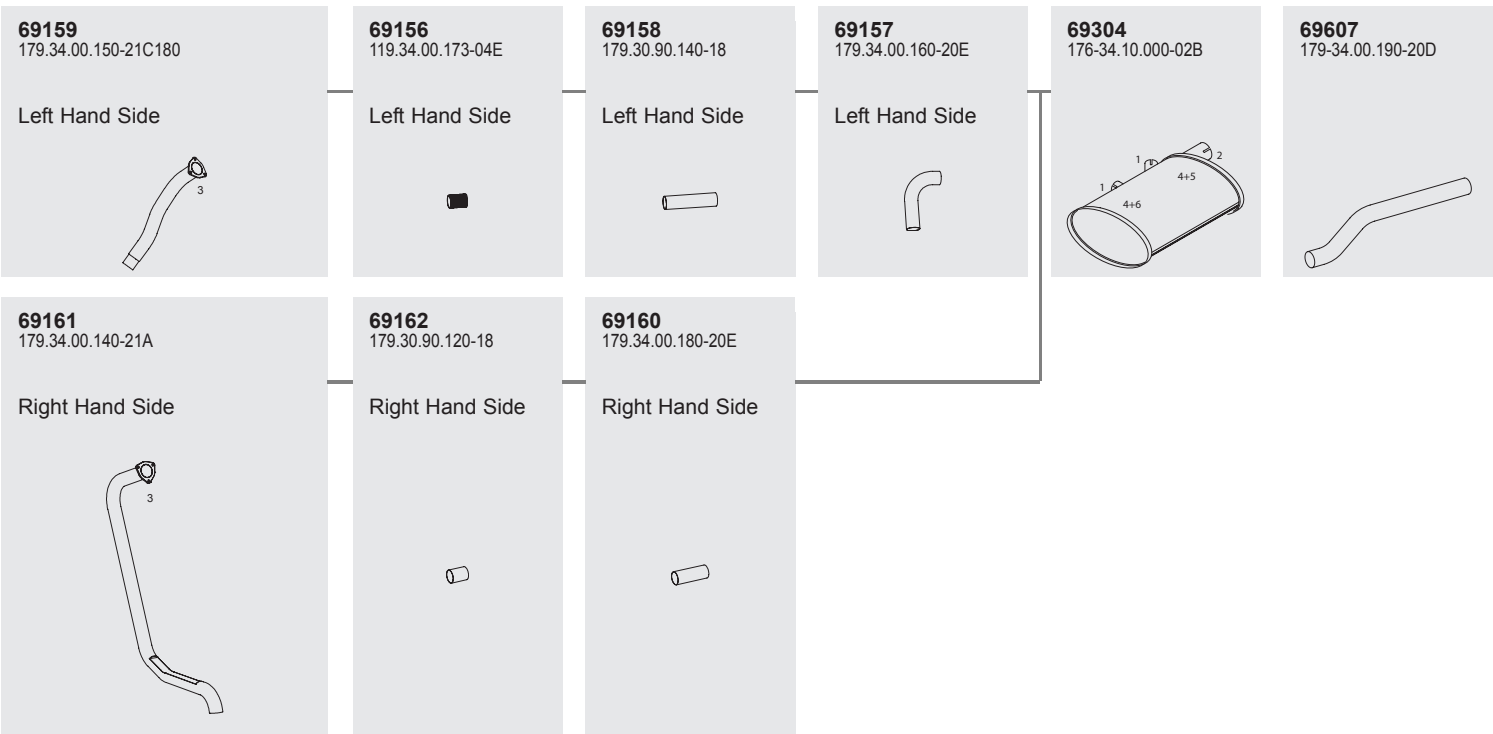 69159
179.34.00.150-21C180
Left Hand Side
3
69156
119.34.00.173-04E
Left Hand Side
69158
179.30.90.140-18
Left Hand Side
69157
179.34.00.160-20E
Left Hand Side
69304
176-34.10.000-02B
1
2
4+5
1
4+6
69607
179-34.00.190-20D
69161
179.34.00.140-21A
Right Hand Side
3
69162
179.30.90.120-18
Right Hand Side
69160
179.34.00.180-20E
Right Hand Side